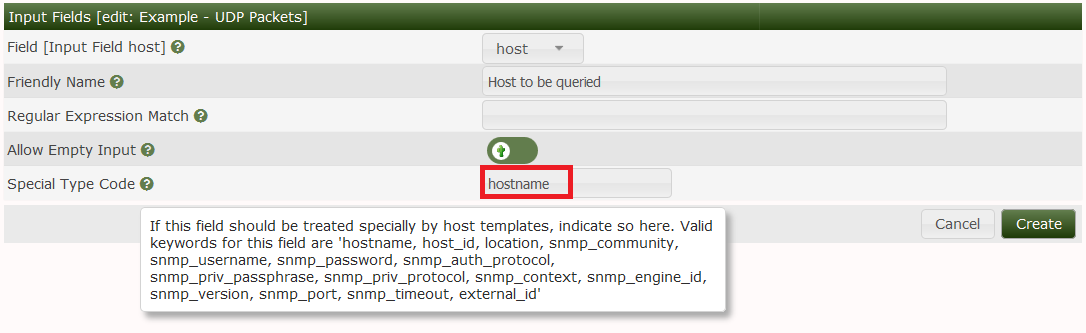 Input Fields [edit: Example - UDP Packets]
Field [Input Field host]
host
Friendly Name
Host to be queried
Regular Expression Match
Allow Empty Input
Special Type Code
hostname
If this field should be treated specially by host templates, indicate so here. Valid
keywords for this field are 'hostname, host_id, location, snmp_community,
snmp_username, snmp_password, snmp_auth_protocol,
snmp_priv_passphrase, snmp_priv_protocol, snmp_context, snmp_engine_id,
snmp_version, snmp_port, snmp_timeout, external_id'
Cancel
Create